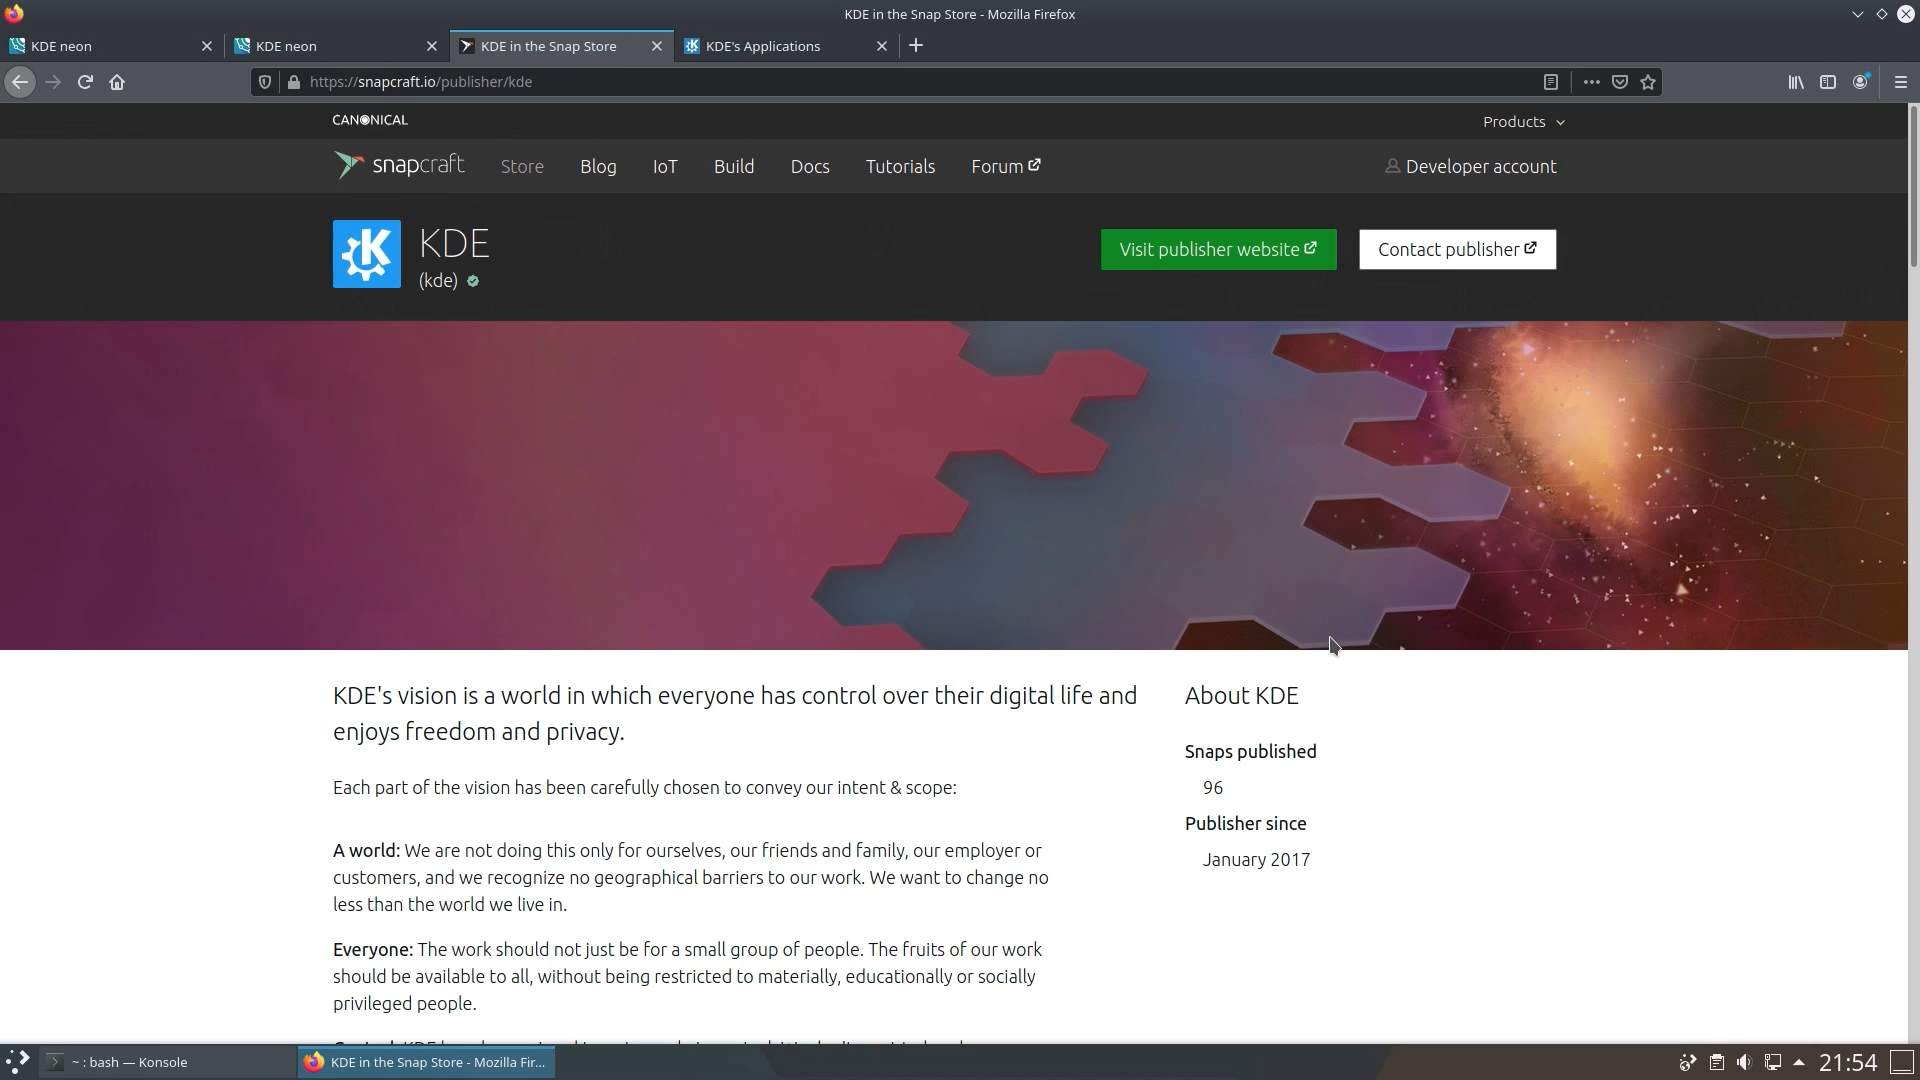 KDE in the Snap Store - Mozilla Firefox
KDE neon
KDE neon
KDE in the Snap Store
KDE's Applications
https://snapcraft.io/publisher/kde
CANONICAL
Products
snapcraft
Store
Blog
IoT
Build
Docs
Tutorials
Forum
Developer account
KDE
(kde)
Visit publisher website
Contact publisher
KDE's vision is a world in which everyone has control over their digital life and
enjoys freedom and privacy.
Each part of the vision has been carefully chosen to convey our intent & scope:
A world: We are not doing this only for ourselves, our friends and family, our employer or
customers, and we recognize no geographical barriers to our work. We want to change no
less than the world we live in.
Everyone: The work should not just be for a small group of people. The fruits of our work
should be available to all, without being restricted to materially, educationally or socially
privileged people.
About KDE
Snaps published
96
Publisher since
January 2017
~ : bash — Konsole
KDE in the Snap Store - Mozilla Fir...
21:54